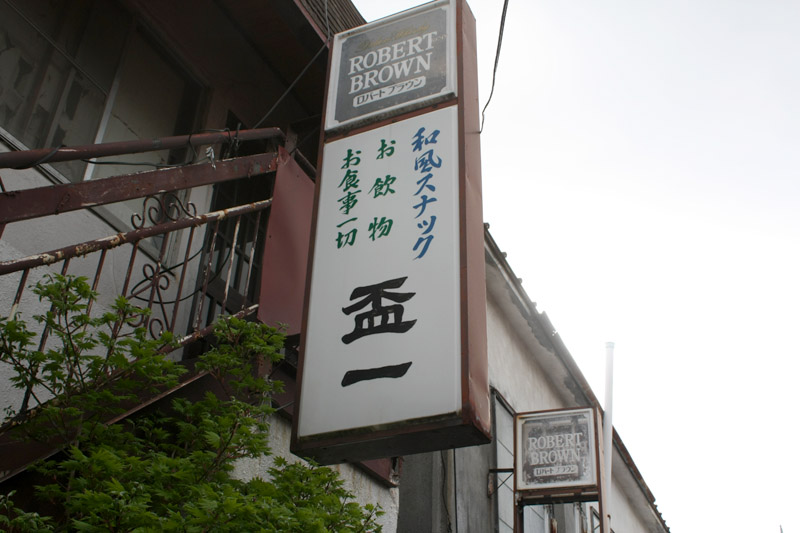 ROBERT
BROWN
ロバート ブラウン
和風スナック
お飲物
お食事一切
盃一
ROBERT
BROWN
ロバート ブラウン